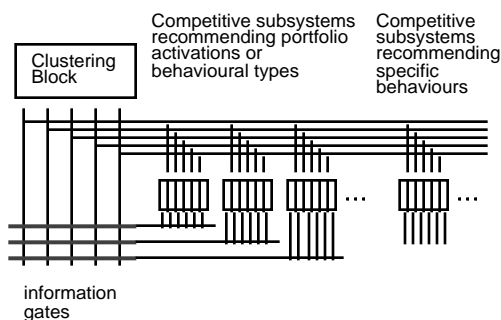 Competitive subsystems
recommending portfolio
activations or
behavioural types
Competitive
subsystems
recommending
specific
behaviours
Clustering
Block
...
...
information
gates